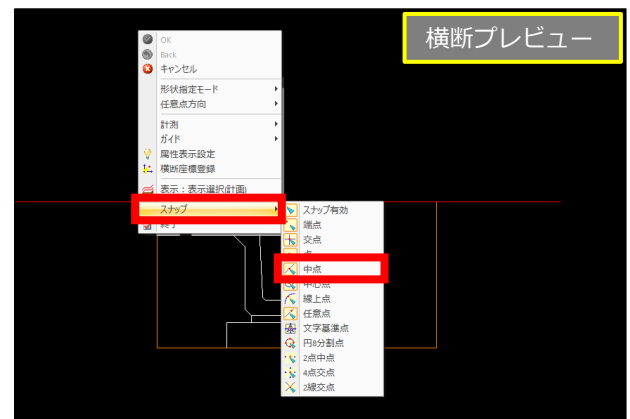 横断プレビュー
OK
Back
キャンセル
形状指定モード
任意点方向
計測
ガイド
属性表示設定
横断座標登録
表示：表示選択(計画)
スナップ
終了
スナップ有効
端点
交点
点
中点
中心点
線上点
任意点
文字基準点
円8分割点
2点中点
4点交点
2線交点